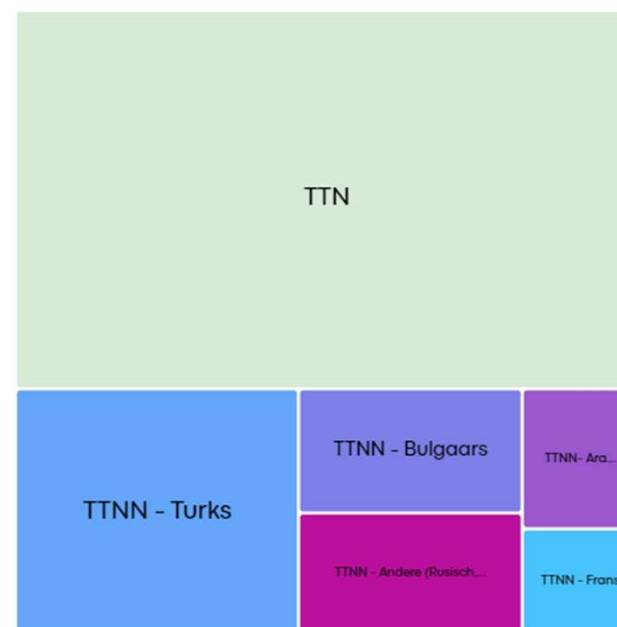 TTN
TTNN - Turks
TTNN - Bulgaars
TTNN - Andere (Rusisch,...
TTNN- Ara...
TTNN - Frans